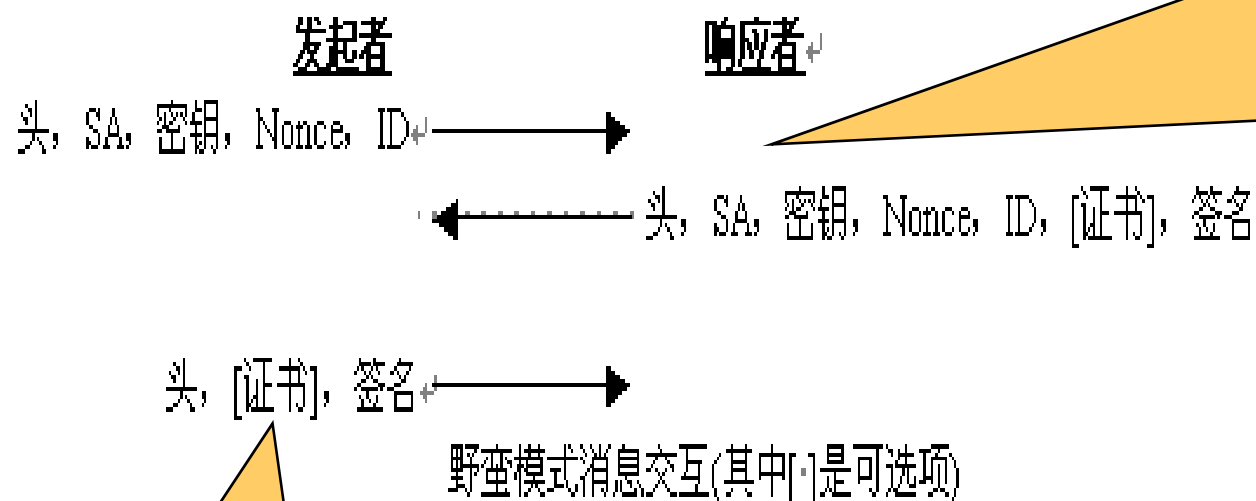 发起者 响应者
头，SA，密钥，Nonce，ID
头，SA，密钥，Nonce，ID，[证书]，签名
头，[证书]，签名
野蛮模式消息交互(其中[·]是可选项)